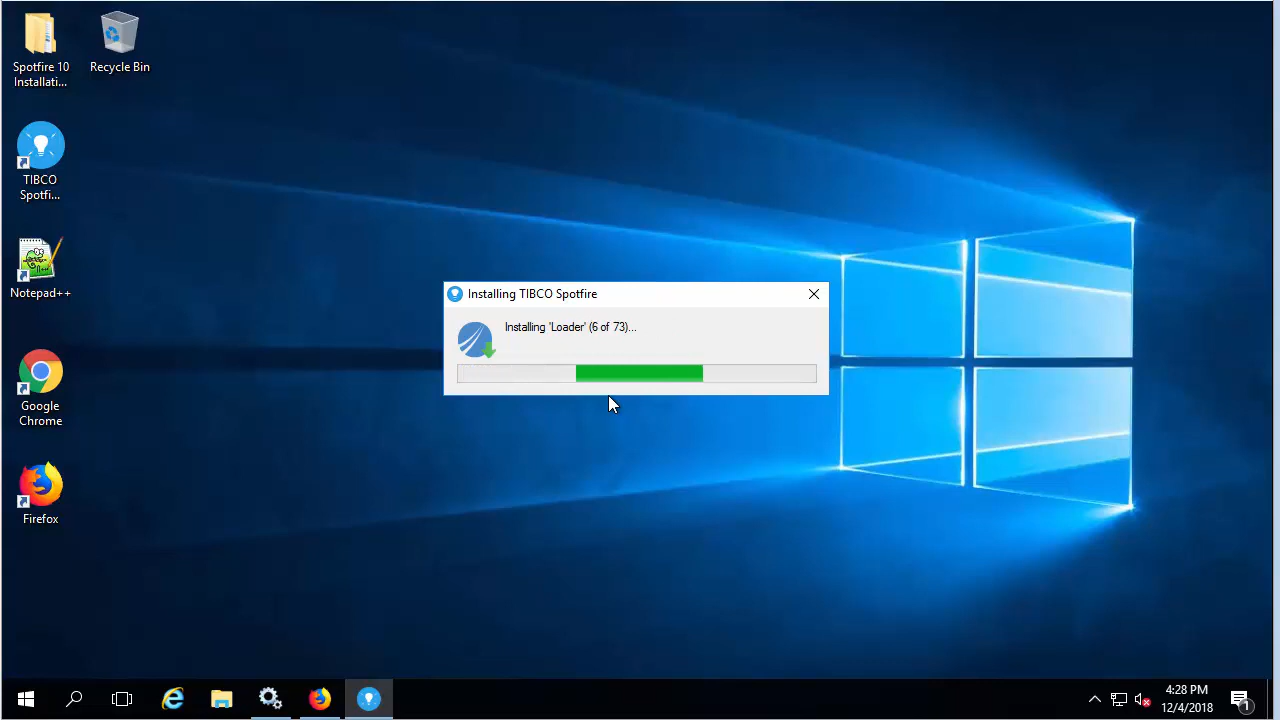 Spotfire 10
Installati...
Recycle Bin
TIBCO
Spotfi...
Notepad++
Google
Chrome
Firefox
Installing TIBCO Spotfire
Installing 'Loader' (6 of 73)...
4:28 PM
12/4/2018
1